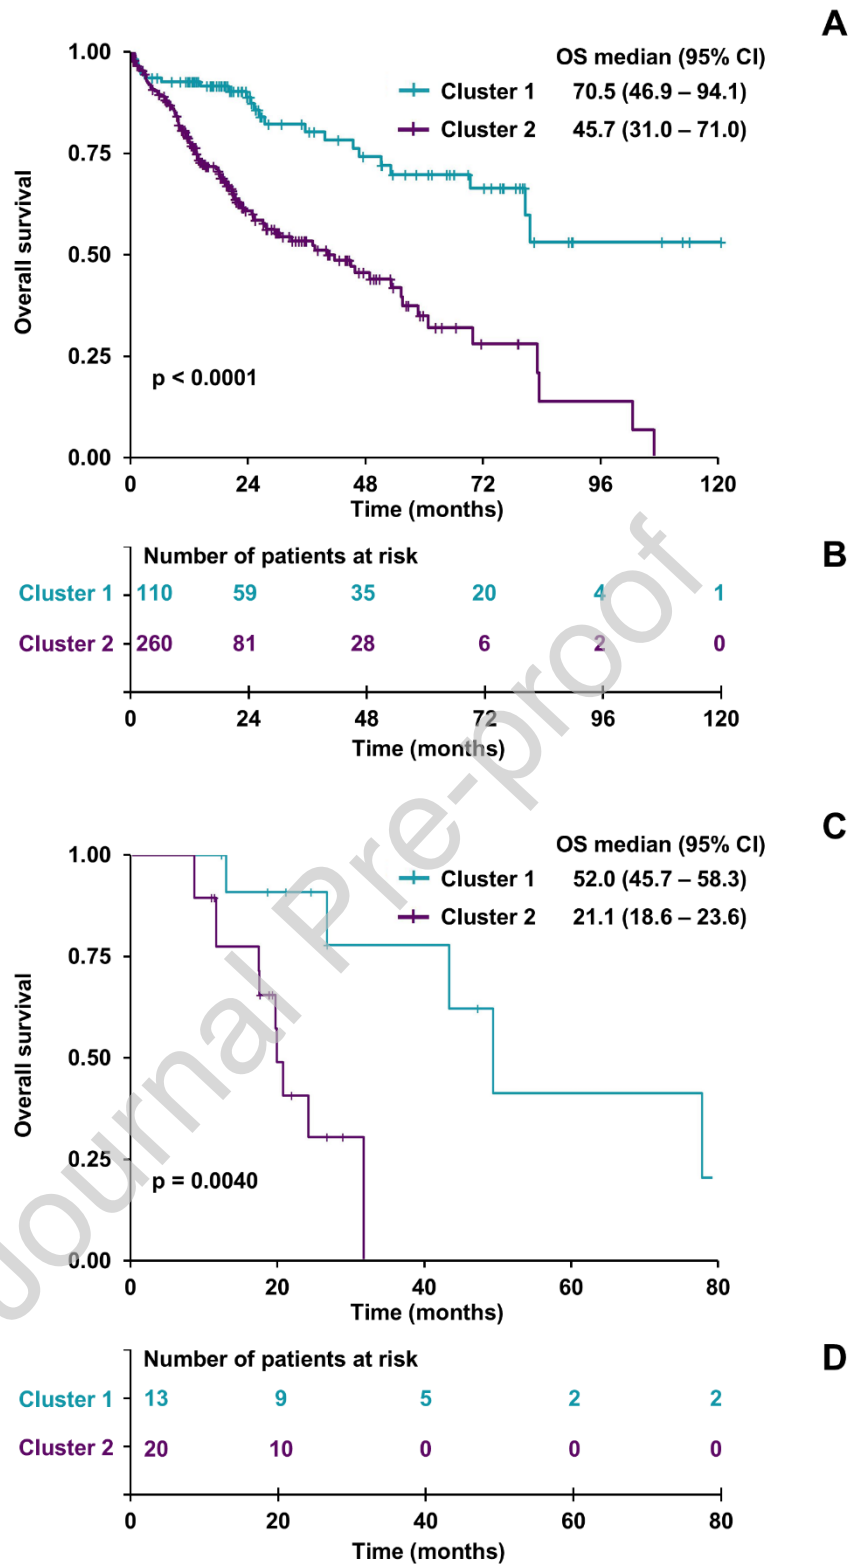 A
OS median (95% CI)
Cluster 1 70.5 (46.9 – 94.1)
Cluster 2 45.7 (31.0 – 71.0)
1.00
0.75
0.50
0.25
0.00
Overall survival
p < 0.0001
0 24 48 72 96 120
Time (months)
B
Number of patients at risk
Cluster 1 110 59 35 20 4 1
Cluster 2 260 81 28 6 2 0
0 24 48 72 96 120
Time (months)
C
OS median (95% CI)
Cluster 1 52.0 (45.7 – 58.3)
Cluster 2 21.1 (18.6 – 23.6)
1.00
0.75
0.50
0.25
0.00
Overall survival
p = 0.0040
0 20 40 60 80
Time (months)
D
Number of patients at risk
Cluster 1 13 9 5 2 2
Cluster 2 20 10 0 0 0
0 20 40 60 80
Time (months)
Journal Pre-proof